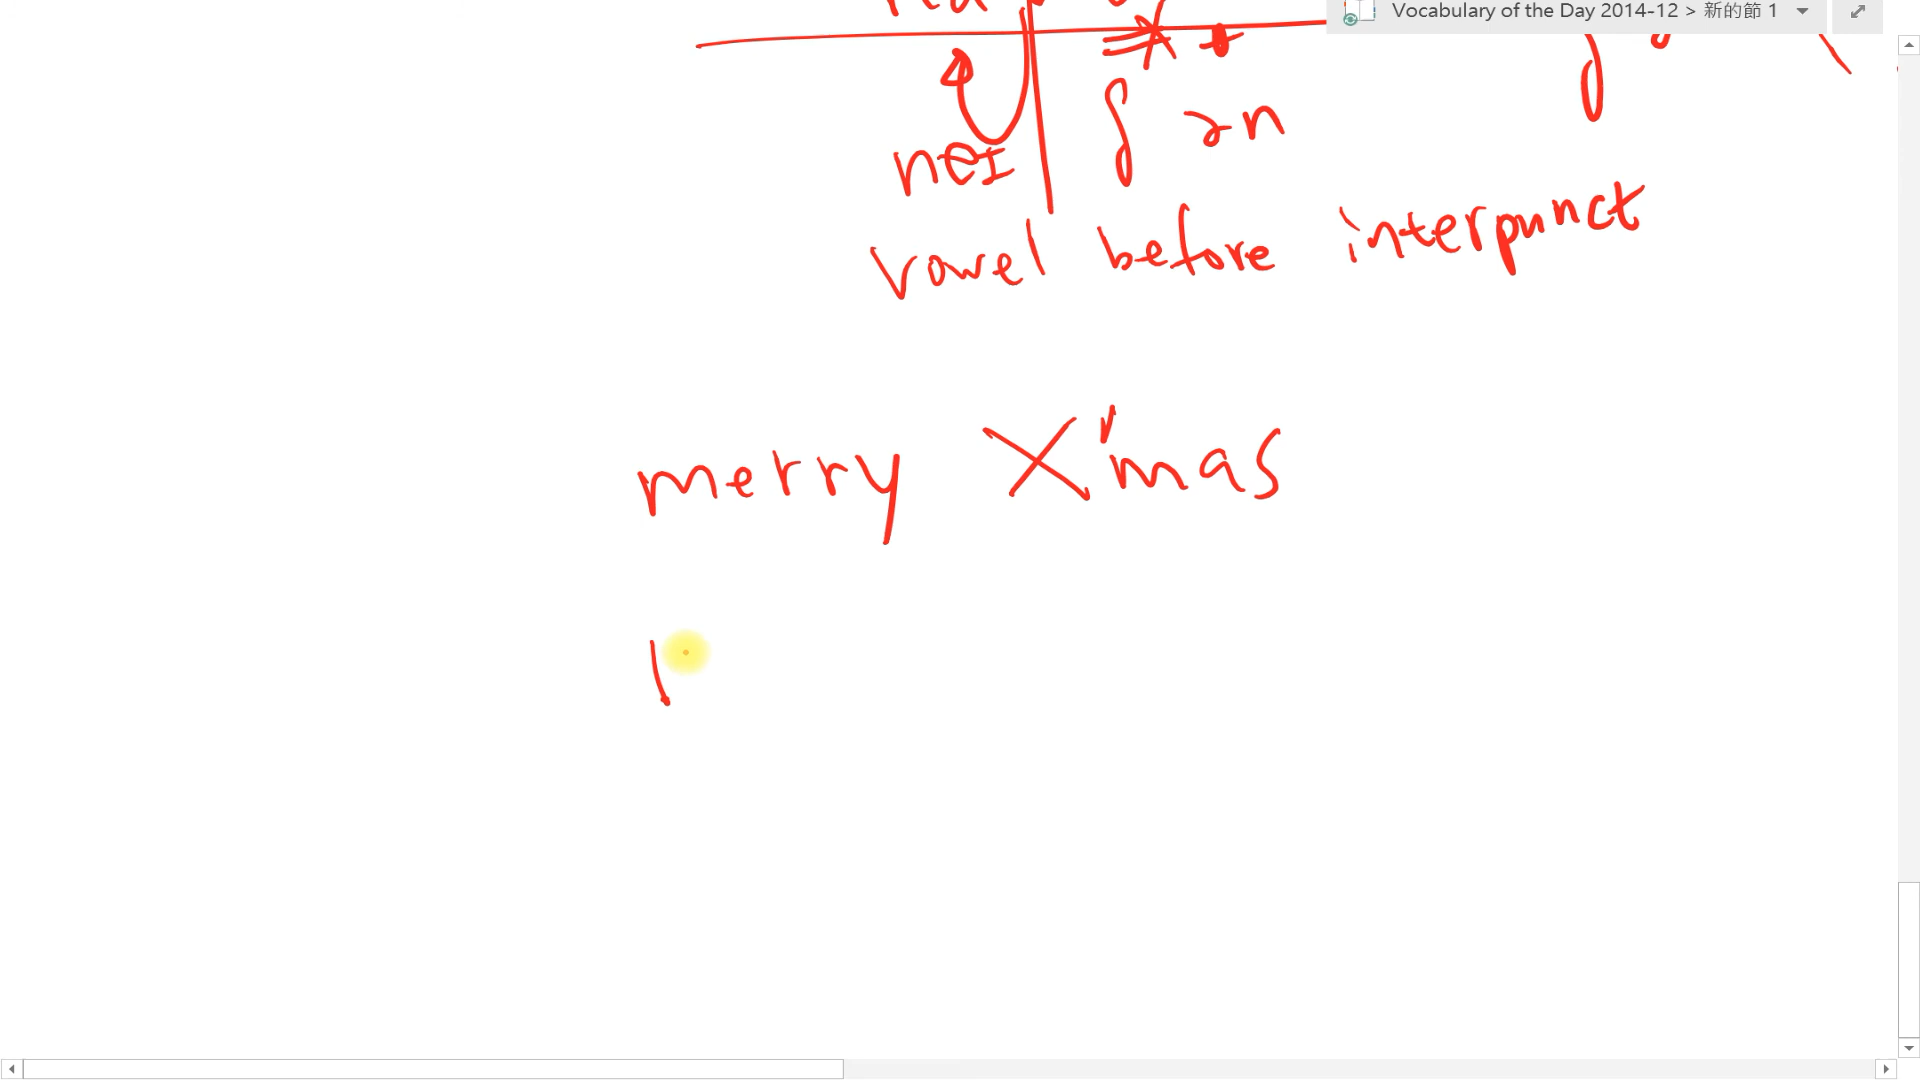 Vocabulary of the Day 2014-12 > 新的節 1
neɪ ʃən
vowel before interpunct
merry X'mas